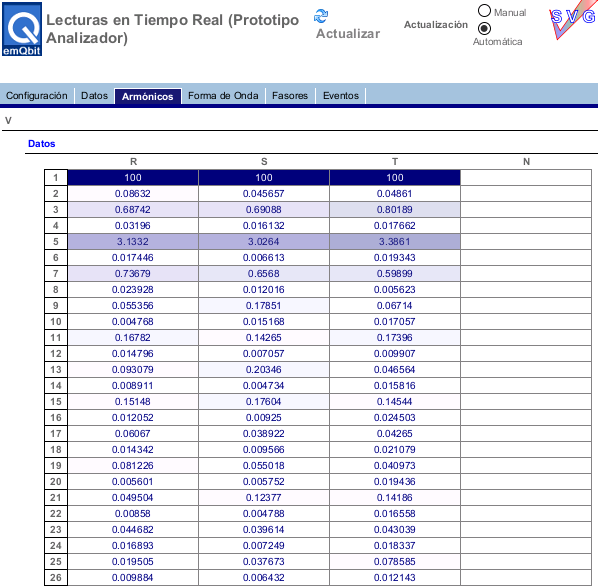 emQbit
Lecturas en Tiempo Real (Prototipo Analizador)
Actualizar
Actualización
Manual
Automática
SVG
Configuración Datos Armónicos Forma de Onda Fasores Eventos
V
Datos
R S T N
1 100 100 100
2 0.08632 0.045657 0.04861
3 0.68742 0.69088 0.80189
4 0.03196 0.016132 0.017662
5 3.1332 3.0264 3.3861
6 0.017446 0.006613 0.019343
7 0.73679 0.6568 0.59899
8 0.023928 0.012016 0.005623
9 0.055356 0.17851 0.06714
10 0.004768 0.015168 0.017057
11 0.16782 0.14265 0.17396
12 0.014796 0.007057 0.009907
13 0.093079 0.20346 0.046564
14 0.008911 0.004734 0.015816
15 0.15148 0.17604 0.14544
16 0.012052 0.00925 0.024503
17 0.06067 0.038922 0.04265
18 0.014342 0.009566 0.021079
19 0.081226 0.055018 0.040973
20 0.005601 0.005752 0.019436
21 0.049504 0.12377 0.14186
22 0.00858 0.004788 0.016558
23 0.044682 0.039614 0.043039
24 0.016893 0.007249 0.018337
25 0.019505 0.037673 0.078585
26 0.009884 0.006432 0.012143